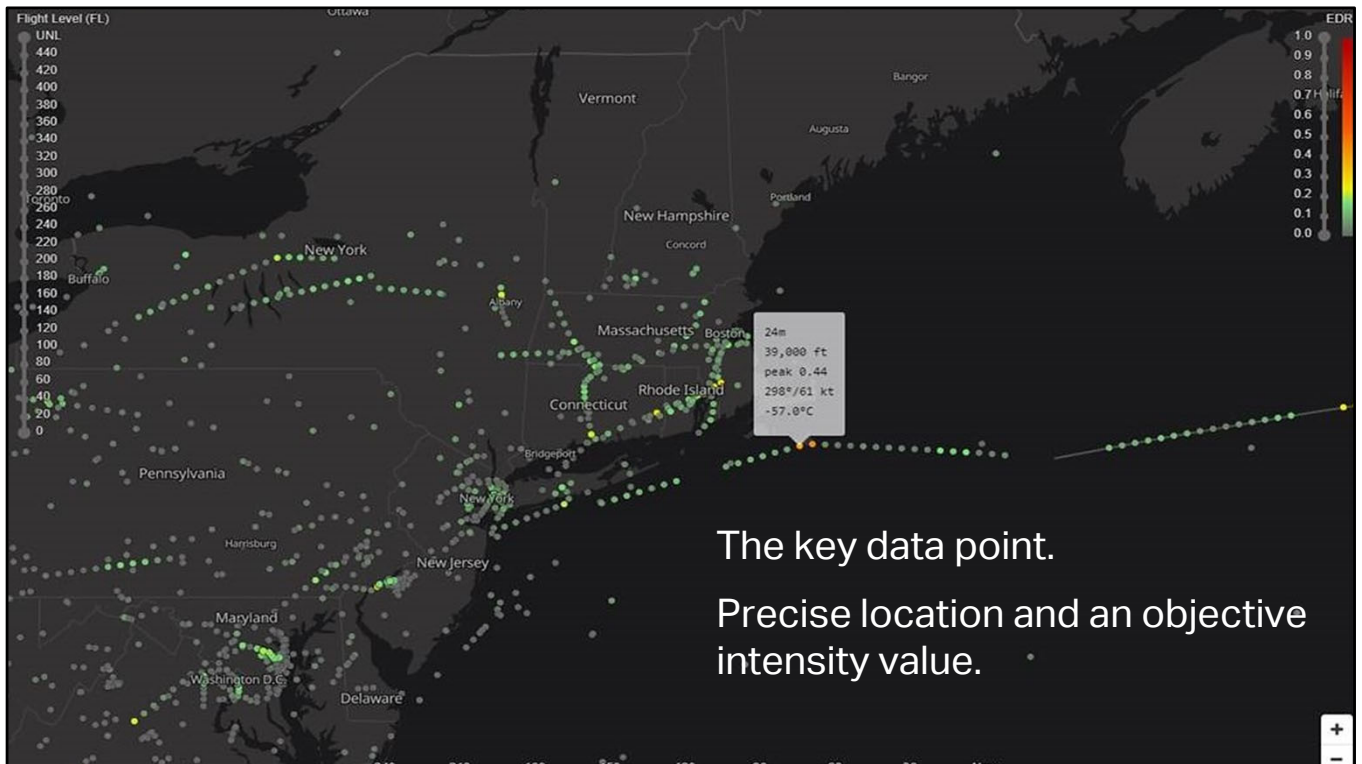 Flight Level (FL)
UNL
440
420
400
380
360
340
320
300
280
260
240
220
200
180
160
140
120
100
80
60
40
20
0
EDR
1.0
0.9
0.8
0.7
0.6
0.5
0.4
0.3
0.2
0.1
0.0
Ottawa
Bangor
Vermont
Augusta
Toronto
Portland
New Hampshire
Concord
New York
Buffalo
Albany
Massachusetts
Boston
24m
39,000 ft
peak 0.44
298°/61 kt
-57.0°C
Rhode Island
Connecticut
Bridgeport
Pennsylvania
New York
Harrisburg
New Jersey
Maryland
Washington D.C.
Delaware
The key data point.
Precise location and an objective
intensity value.
+
−